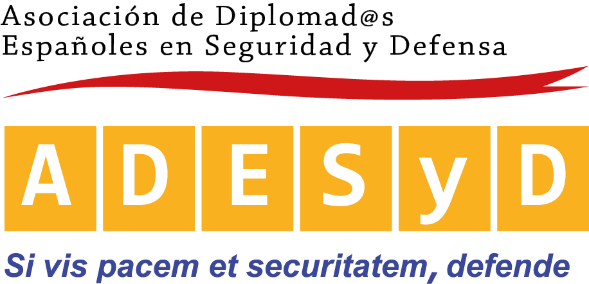 Asociación de Diplomad@s
Españoles en Seguridad y Defensa
ADESyD
Si vis pacem et securitatem, defende